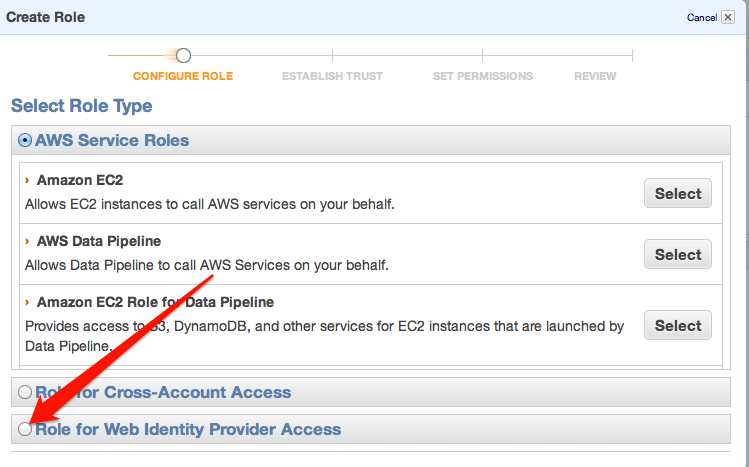 Create Role
Cancel
CONFIGURE ROLE
ESTABLISH TRUST
SET PERMISSIONS
REVIEW
Select Role Type
AWS Service Roles
Amazon EC2
Allows EC2 instances to call AWS services on your behalf.
Select
AWS Data Pipeline
Allows Data Pipeline to call AWS Services on your behalf.
Select
Amazon EC2 Role for Data Pipeline
Provides access to S3, DynamoDB, and other services for EC2 instances that are launched by
Data Pipeline.
Select
Role for Cross-Account Access
Role for Web Identity Provider Access